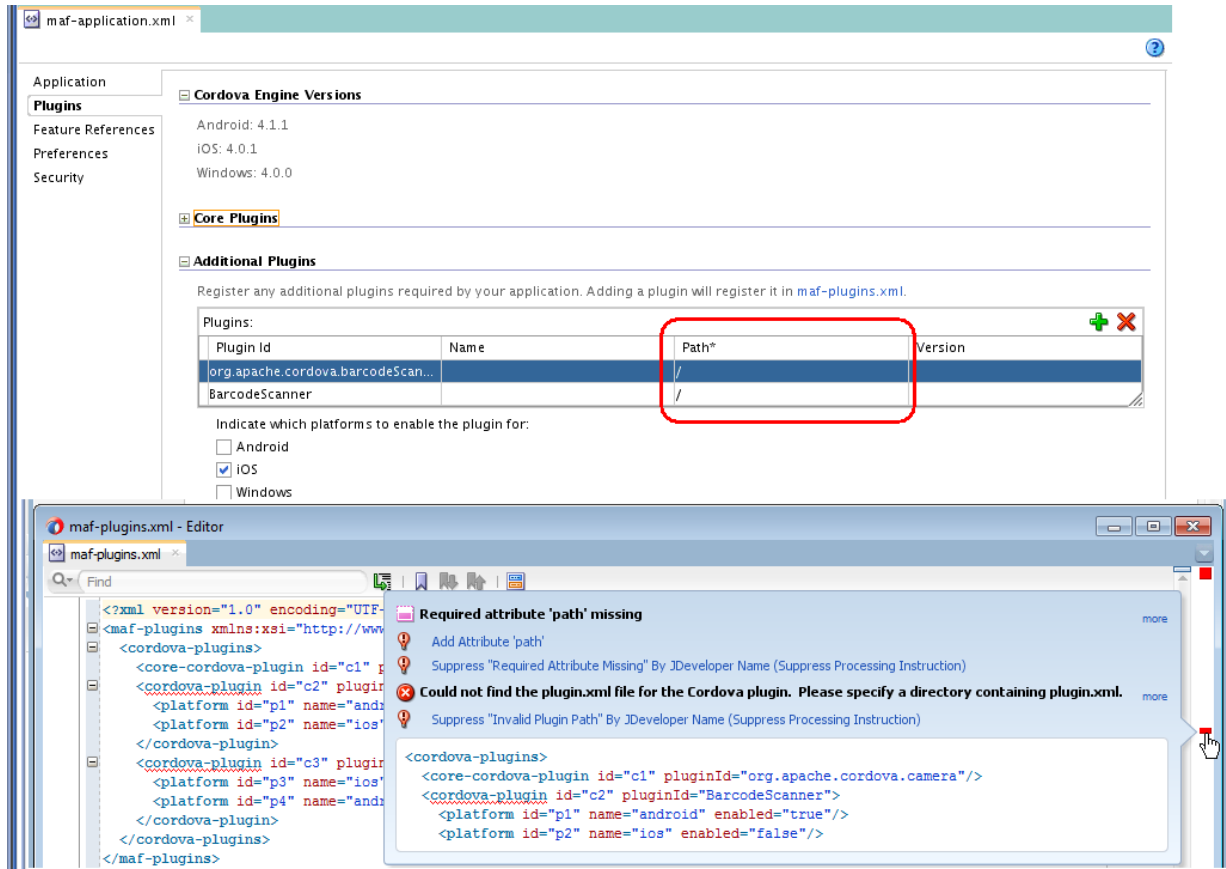 maf-application.xml
Application
Plugins
Feature References
Preferences
Security
Cordova Engine Versions
Android: 4.1.1
iOS: 4.0.1
Windows: 4.0.0
Core Plugins
Additional Plugins
Register any additional plugins required by your application. Adding a plugin will register it in maf-plugins.xml.
Plugins:
Plugin Id Name Path* Version
org.apache.cordova.barcodeScan... /
BarcodeScanner /
Indicate which platforms to enable the plugin for:
Android
iOS
Windows
maf-plugins.xml - Editor
maf-plugins.xml
Find
<?xml version="1.0" encoding="UTF-
<maf-plugins xmlns:xsi="http://www
<cordova-plugins>
<core-cordova-plugin id="c1" p
<cordova-plugin id="c2" plugin
<platform id="p1" name="andr
<platform id="p2" name="ios"
</cordova-plugin>
<cordova-plugin id="c3" plugin
<platform id="p3" name="ios"
<platform id="p4" name="andr
</cordova-plugin>
</cordova-plugins>
</maf-plugins>
Required attribute 'path' missing more
Add Attribute 'path'
Suppress "Required Attribute Missing" By JDeveloper Name (Suppress Processing Instruction)
Could not find the plugin.xml file for the Cordova plugin. Please specify a directory containing plugin.xml. more
Suppress "Invalid Plugin Path" By JDeveloper Name (Suppress Processing Instruction)
<cordova-plugins>
<core-cordova-plugin id="c1" pluginId="org.apache.cordova.camera"/>
<cordova-plugin id="c2" pluginId="BarcodeScanner">
<platform id="p1" name="android" enabled="true"/>
<platform id="p2" name="ios" enabled="false"/>